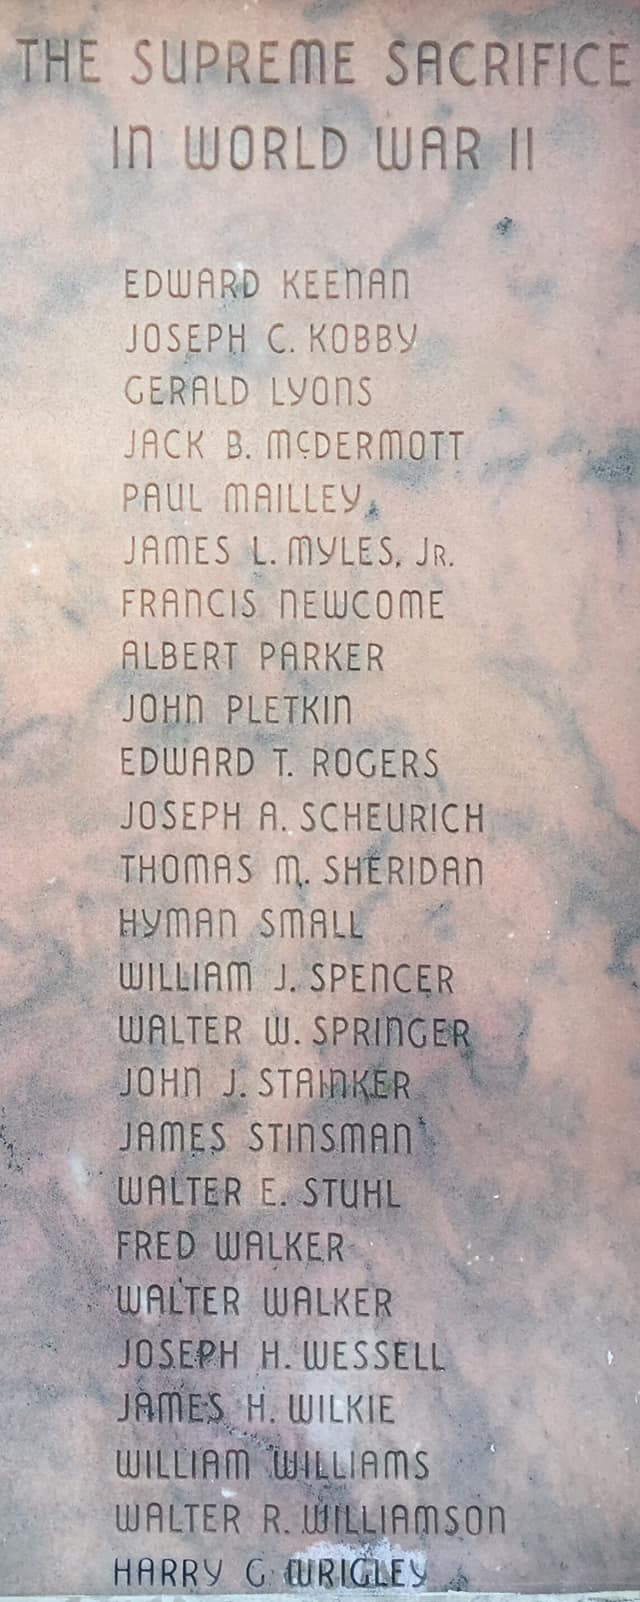 THE SUPREME SACRIFICE
IN WORLD WAR II
EDWARD KEENAN
JOSEPH C. KOBBY
GERALD LYONS
JACK B. McDERMOTT
PAUL MAILLEY
JAMES L. MYLES, JR.
FRANCIS NEWCOME
ALBERT PARKER
JOHN PLETKIN
EDWARD T. ROGERS
JOSEPH A. SCHEURICH
THOMAS M. SHERIDAN
HYMAN SMALL
WILLIAM J. SPENCER
WALTER W. SPRINGER
JOHN J. STAINKER
JAMES STINSMAN
WALTER E. STUHL
FRED WALKER
WALTER WALKER
JOSEPH H. WESSELL
JAMES H. WILKIE
WILLIAM WILLIAMS
WALTER R. WILLIAMSON
HARRY G WRIGLEY